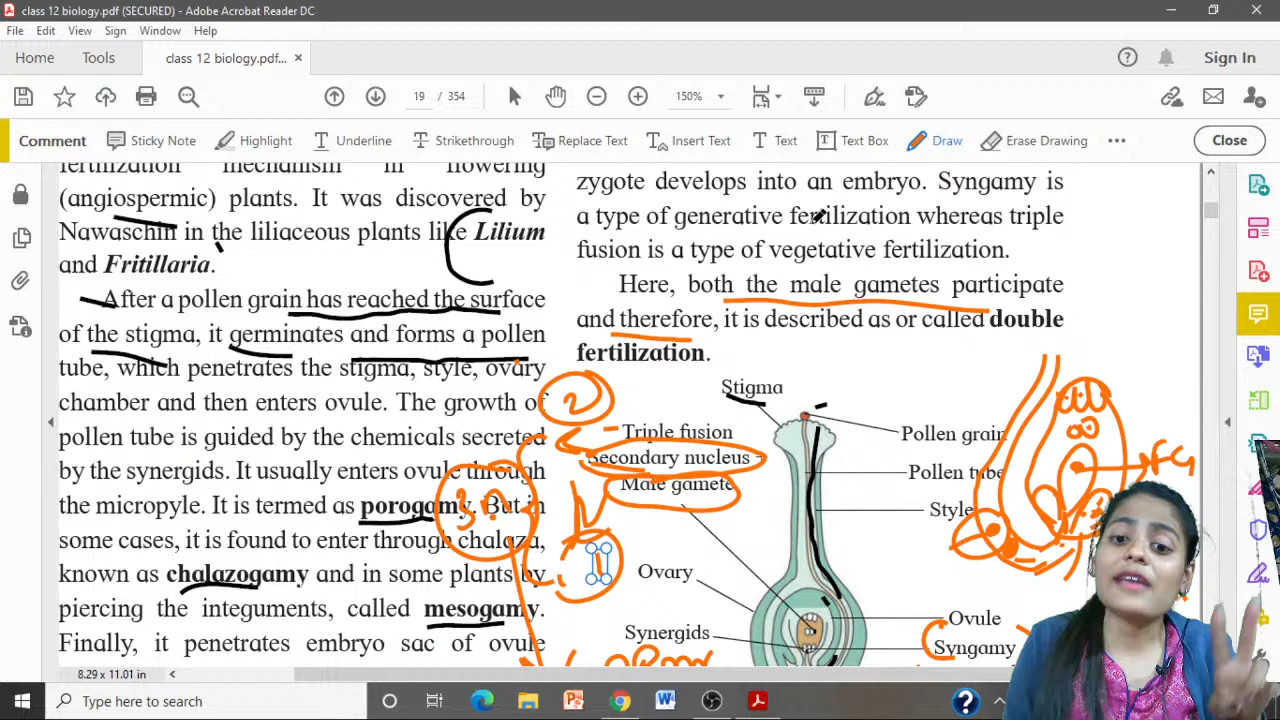 class 12 biology.pdf (SECURED) - Adobe Acrobat Reader DC
File Edit View Sign Window Help
Home Tools class 12 biology.pdf... × Sign In
19 / 354 150%
Comment Sticky Note Highlight Underline Strikethrough Replace Text Insert Text Text Text Box Draw Erase Drawing Close
fertilization mechanism in flowering
(angiospermic) plants. It was discovered by
Nawaschin in the liliaceous plants like Lilium
and Fritillaria.
After a pollen grain has reached the surface
of the stigma, it germinates and forms a pollen
tube, which penetrates the stigma, style, ovary
chamber and then enters ovule. The growth of
pollen tube is guided by the chemicals secreted
by the synergids. It usually enters ovule through
the micropyle. It is termed as porogamy. But in
some cases, it is found to enter through chalaza,
known as chalazogamy and in some plants by
piercing the integuments, called mesogamy.
Finally, it penetrates embryo sac of ovule
zygote develops into an embryo. Syngamy is
a type of generative fertilization whereas triple
fusion is a type of vegetative fertilization.
Here, both the male gametes participate
and therefore, it is described as or called double
fertilization.
Stigma
Triple fusion
Secondary nucleus
Male gamete
Ovary
Synergids
Pollen grain
Pollen tube
Style
Ovule
Syngamy
2
3
1
FG
8.29 x 11.01 in
Type here to search